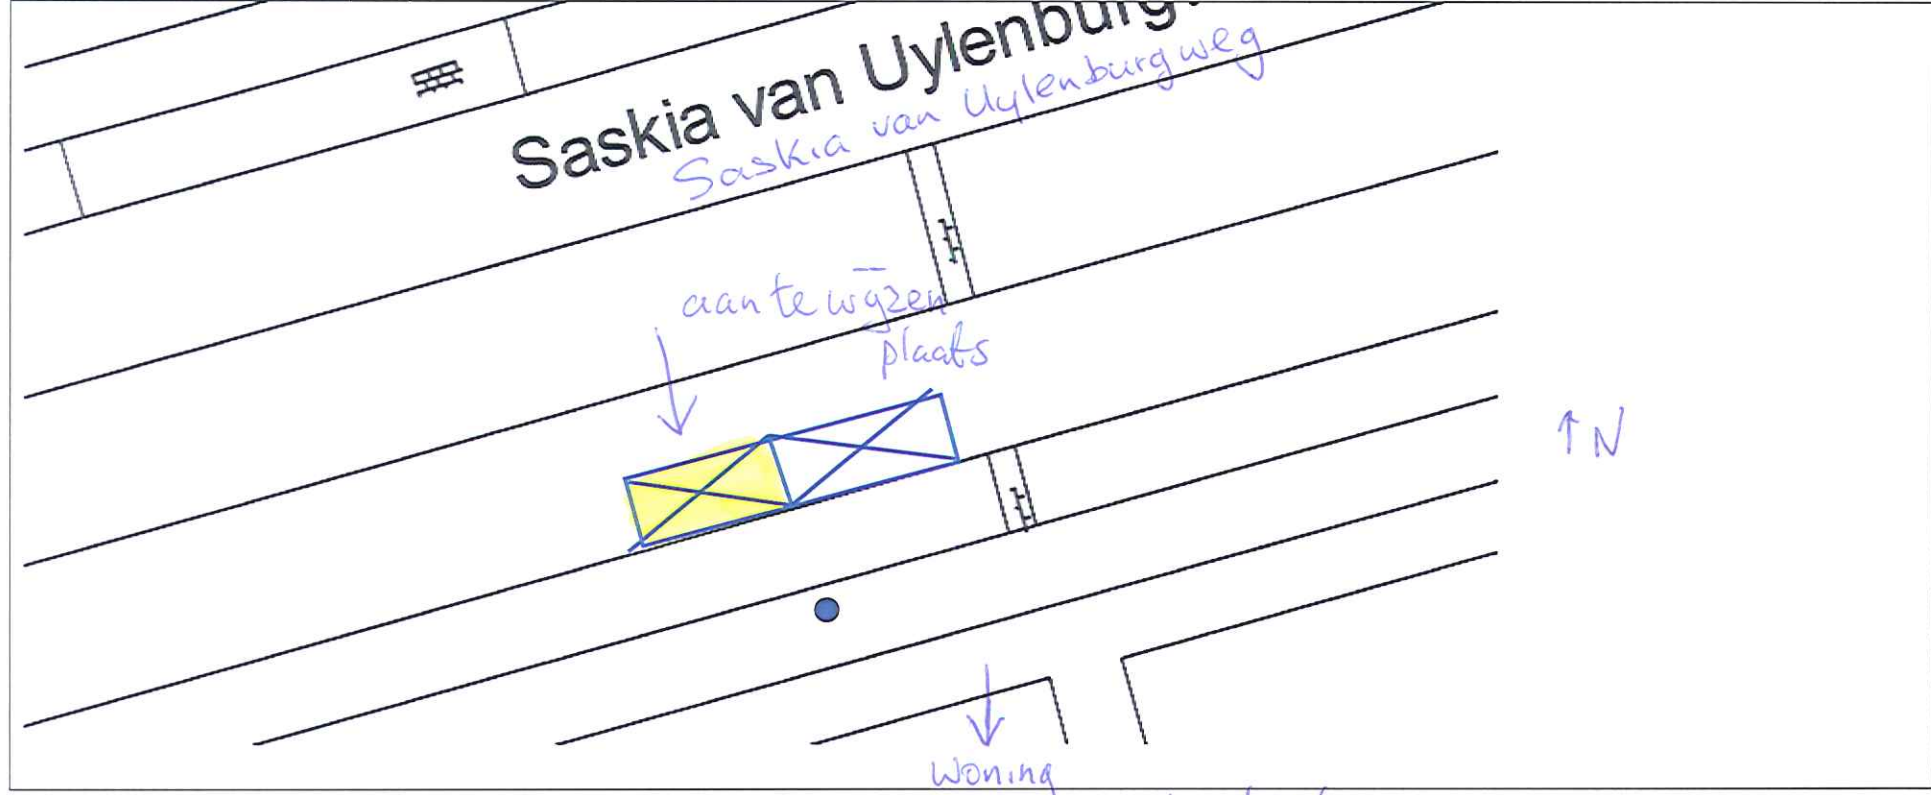 Saskia van Uylenburg
Saskia van Uylenburgweg
aan te wijzen
plaats
N
Woning